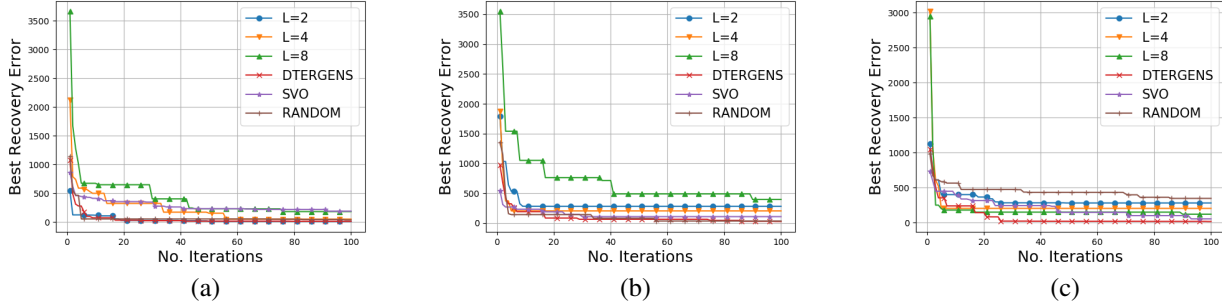 Best Recovery Error
3500
3000
2500
2000
1500
1000
500
0
0
20
40
60
80
100
No. Iterations
L=2
L=4
L=8
DTERGENS
SVO
RANDOM
(a)
Best Recovery Error
3500
3000
2500
2000
1500
1000
500
0
0
20
40
60
80
100
No. Iterations
L=2
L=4
L=8
DTERGENS
SVO
RANDOM
(b)
Best Recovery Error
3000
2500
2000
1500
1000
500
0
0
20
40
60
80
100
No. Iterations
L=2
L=4
L=8
DTERGENS
SVO
RANDOM
(c)